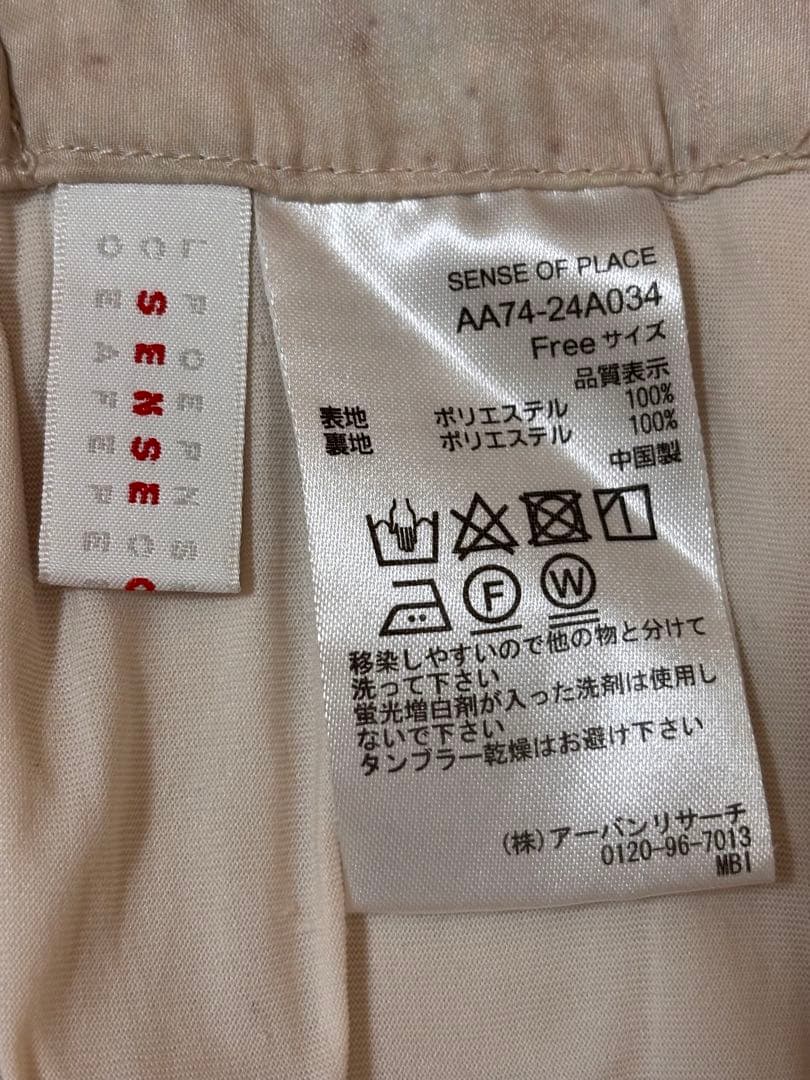 SENSE
SENSE OF PLACE
AA74-24A034
Free サイズ
品質表示
表地 ポリエステル 100%
裏地 ポリエステル 100%
中国製
F W
移染しやすいので他の物と分けて
洗って下さい
蛍光増白剤が入った洗剤は使用し
ないで下さい
タンブラー乾燥はお避け下さい
(株)アーバンリサーチ
0120-96-7013
MBI